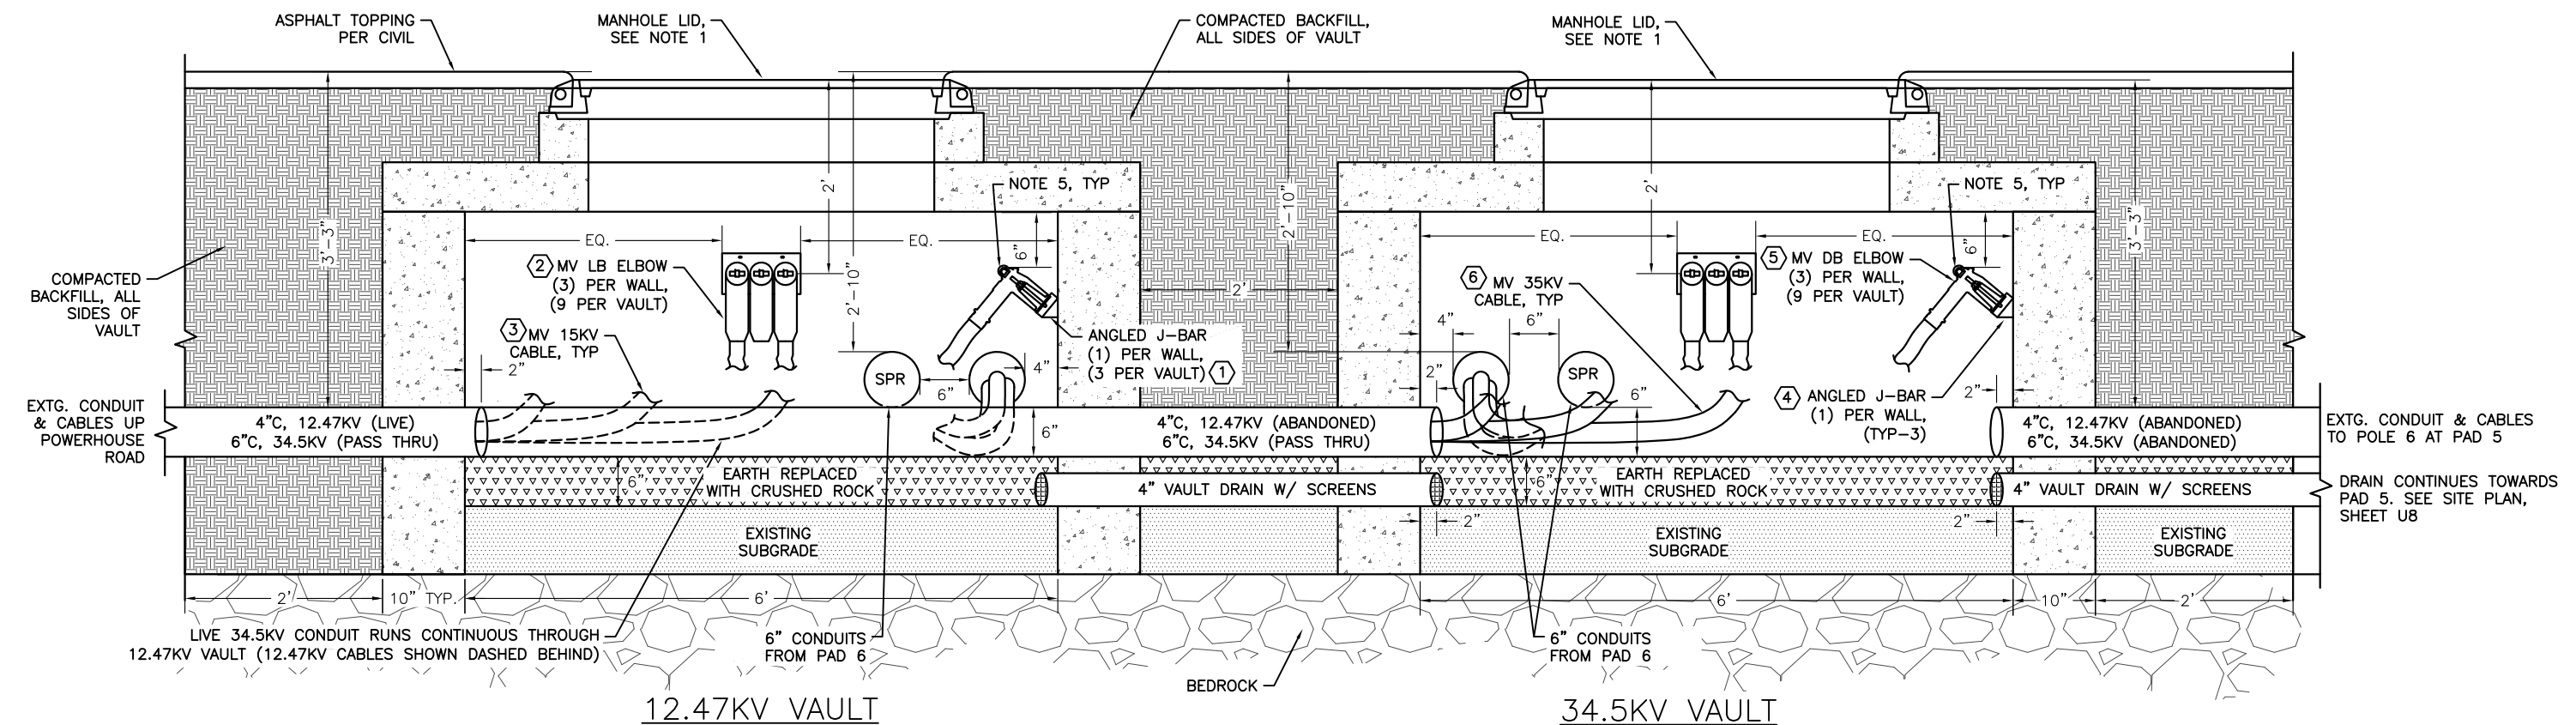 ASPHALT TOPPING
PER CIVIL
MANHOLE LID,
SEE NOTE 1
COMPACTED BACKFILL,
ALL SIDES OF VAULT
MANHOLE LID,
SEE NOTE 1
3'-3"
2'
2'-10"
NOTE 5, TYP
2'-10"
2'
NOTE 5, TYP
3'-3"
COMPACTED
BACKFILL, ALL
SIDES OF
VAULT
EQ.
EQ.
6"
2 MV LB ELBOW
(3) PER WALL,
(9 PER VAULT)
3 MV 15KV
CABLE, TYP
2"
ANGLED J-BAR
(1) PER WALL,
(3 PER VAULT) 1
SPR
6"
4"
2'
EQ.
EQ.
6"
6 MV 35KV
CABLE, TYP
5 MV DB ELBOW
(3) PER WALL,
(9 PER VAULT)
4"
6"
2"
SPR
6"
4 ANGLED J-BAR
(1) PER WALL,
(TYP-3)
2"
EXTG. CONDUIT
& CABLES UP
POWERHOUSE
ROAD
4"C, 12.47KV (LIVE)
6"C, 34.5KV (PASS THRU)
6"
4"C, 12.47KV (ABANDONED)
6"C, 34.5KV (PASS THRU)
4"C, 12.47KV (ABANDONED)
6"C, 34.5KV (ABANDONED)
EXTG. CONDUIT & CABLES
TO POLE 6 AT PAD 5
6"
EARTH REPLACED
WITH CRUSHED ROCK
4" VAULT DRAIN W/ SCREENS
6"
EARTH REPLACED
WITH CRUSHED ROCK
4" VAULT DRAIN W/ SCREENS
DRAIN CONTINUES TOWARDS
PAD 5. SEE SITE PLAN,
SHEET U8
2"
2"
EXISTING
SUBGRADE
EXISTING
SUBGRADE
EXISTING
SUBGRADE
2'
10" TYP.
6'
6'
10"
2'
LIVE 34.5KV CONDUIT RUNS CONTINUOUS THROUGH
12.47KV VAULT (12.47KV CABLES SHOWN DASHED BEHIND)
6" CONDUITS
FROM PAD 6
6" CONDUITS
FROM PAD 6
BEDROCK
12.47KV VAULT
34.5KV VAULT